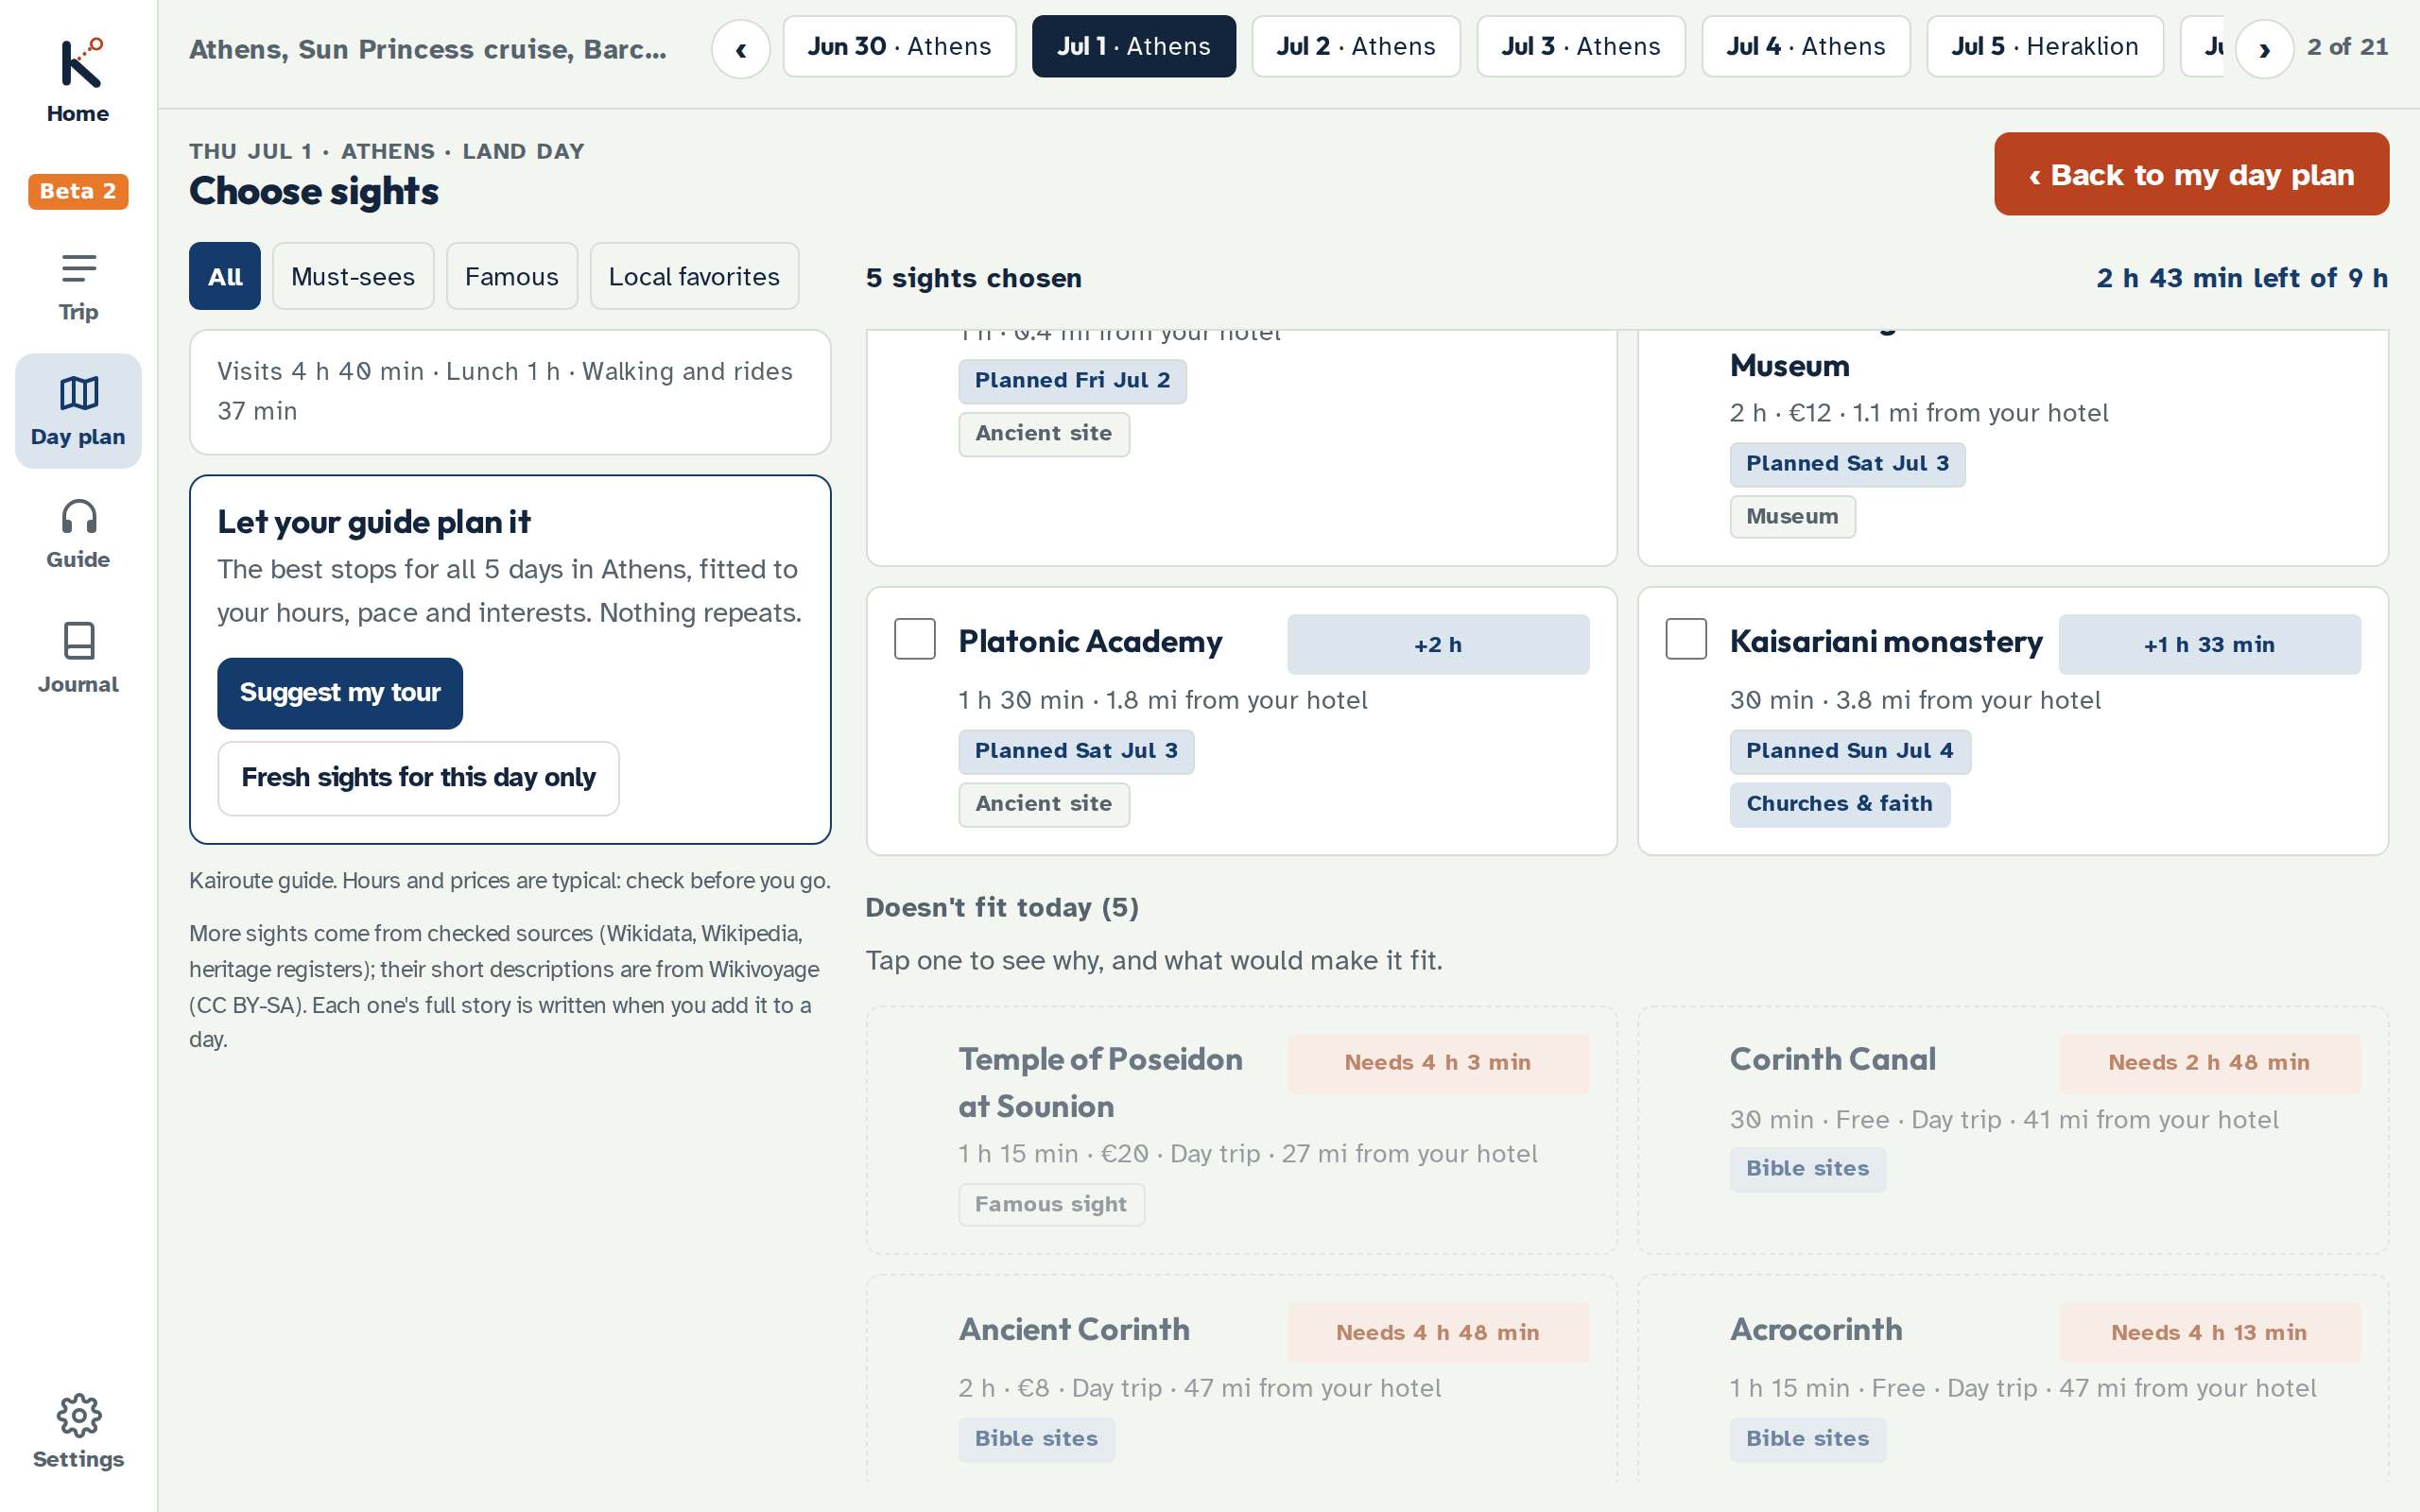 Home
Beta 2
Trip
Day plan
Guide
Journal
Settings
Athens, Sun Princess cruise, Barc...
‹
Jun 30 · Athens
Jul 1 · Athens
Jul 2 · Athens
Jul 3 · Athens
Jul 4 · Athens
Jul 5 · Heraklion
›
2 of 21
THU JUL 1 · ATHENS · LAND DAY
Choose sights
‹ Back to my day plan
All
Must-sees
Famous
Local favorites
Visits 4 h 40 min · Lunch 1 h · Walking and rides
37 min
Let your guide plan it
The best stops for all 5 days in Athens, fitted to
your hours, pace and interests. Nothing repeats.
Suggest my tour
Fresh sights for this day only
Kairoute guide. Hours and prices are typical: check before you go.
More sights come from checked sources (Wikidata, Wikipedia,
heritage registers); their short descriptions are from Wikivoyage
(CC BY-SA). Each one's full story is written when you add it to a
day.
5 sights chosen
2 h 43 min left of 9 h
1 h · 0.4 mi from your hotel
Planned Fri Jul 2
Ancient site
Museum
2 h · €12 · 1.1 mi from your hotel
Planned Sat Jul 3
Museum
Platonic Academy
+2 h
1 h 30 min · 1.8 mi from your hotel
Planned Sat Jul 3
Ancient site
Kaisariani monastery
+1 h 33 min
30 min · 3.8 mi from your hotel
Planned Sun Jul 4
Churches & faith
Doesn't fit today (5)
Tap one to see why, and what would make it fit.
Temple of Poseidon
at Sounion
Needs 4 h 3 min
1 h 15 min · €20 · Day trip · 27 mi from your hotel
Famous sight
Corinth Canal
Needs 2 h 48 min
30 min · Free · Day trip · 41 mi from your hotel
Bible sites
Ancient Corinth
Needs 4 h 48 min
2 h · €8 · Day trip · 47 mi from your hotel
Bible sites
Acrocorinth
Needs 4 h 13 min
1 h 15 min · Free · Day trip · 47 mi from your hotel
Bible sites